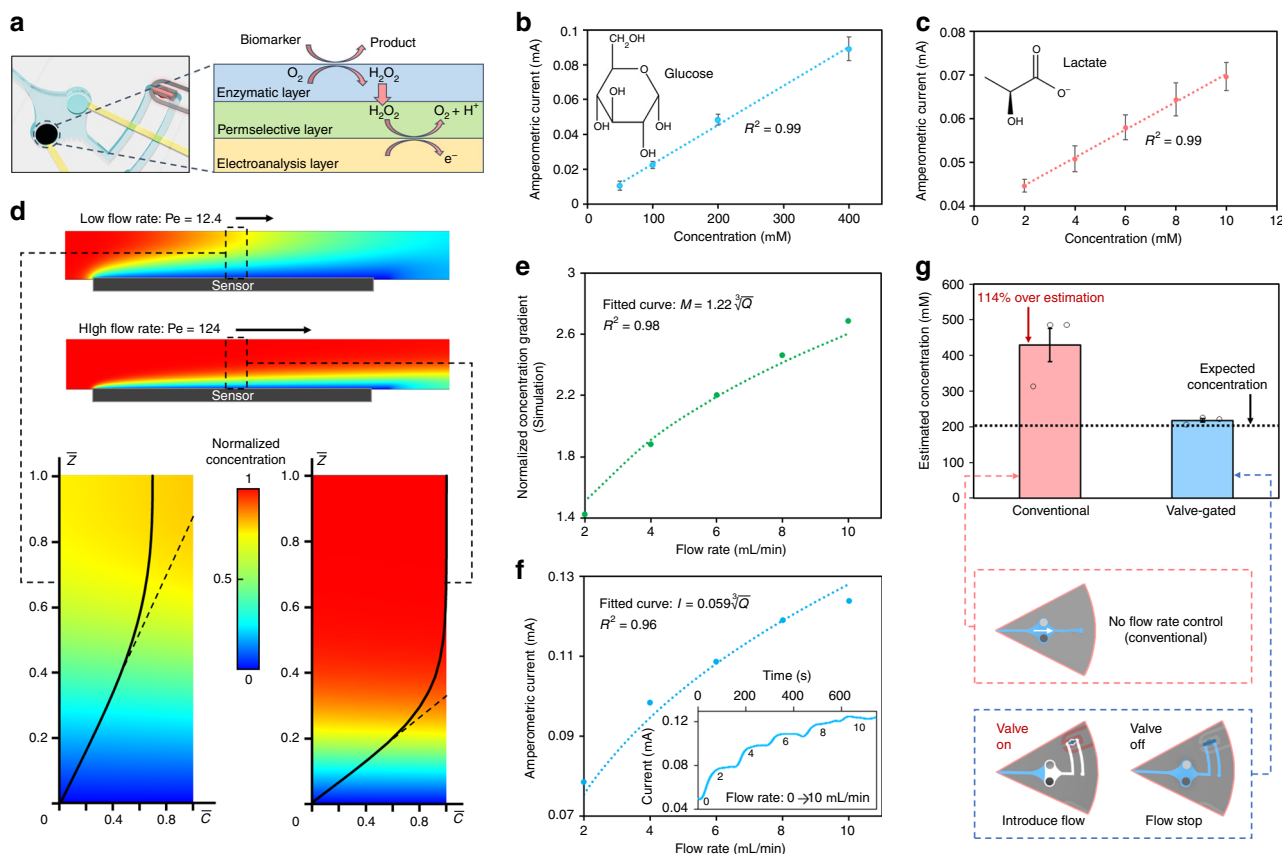 a
Biomarker
Product
O2
H2O2
Enzymatic layer
H2O2
O2 + H+
Permselective layer
Electroanalysis layer
e−
b
Amperometric current (mA)
0.1
0.08
0.06
0.04
0.02
0
CH2OH
O
OH
HO
OH
OH
Glucose
R² = 0.99
0
100
200
300
400
Concentration (mM)
c
Amperometric current (mA)
0.08
0.07
0.06
0.05
0.04
O
O−
OH
Lactate
R² = 0.99
0
2
4
6
8
10
12
Concentration (mM)
d
Low flow rate: Pe = 12.4
Sensor
HIgh flow rate: Pe = 124
Sensor
Normalized
concentration
1
0.5
0
Z̅
1.0
0.8
0.6
0.4
0.2
0.4
0.8
C̅
Z̅
1.0
0.8
0.6
0.4
0.2
0.4
0.8
C̅
e
Normalized concentration gradient
(Simulation)
3
2.6
2.2
1.8
1.4
Fitted curve: M = 1.22∛Q
R² = 0.98
2
4
6
8
10
Flow rate (mL/min)
f
Amperometric current (mA)
0.13
0.11
0.09
0.07
Fitted curve: I = 0.059∛Q
R² = 0.96
Time (s)
0
200
400
600
Current (mA)
0.12
0.08
0.04
0
2
4
6
8
10
Flow rate: 0 →10 mL/min
2
4
6
8
10
Flow rate (mL/min)
g
Estimated concentration (mM)
600
500
400
300
200
100
0
114% over estimation
Expected
concentration
Conventional
Valve-gated
No flow rate control
(conventional)
Valve
on
Valve
off
Introduce flow
Flow stop